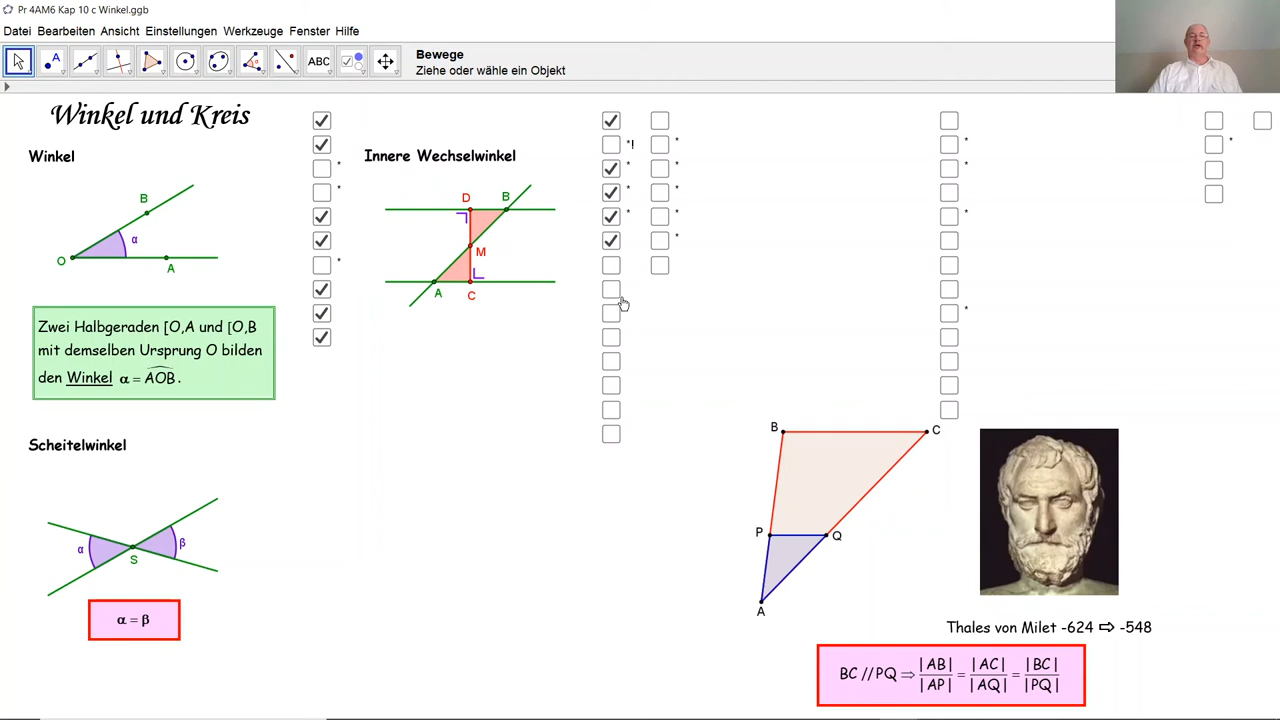 Pr 4AM6 Kap 10 c Winkel.ggb
Datei Bearbeiten Ansicht Einstellungen Werkzeuge Fenster Hilfe
A
ABC
Bewege
Ziehe oder wähle ein Objekt
Winkel und Kreis
Winkel
B
α
O
A
Zwei Halbgeraden [O,A und [O,B
mit demselben Ursprung O bilden
den Winkel α = AOB.
Scheitelwinkel
α
β
S
α = β
Innere Wechselwinkel
D
B
M
A
C
*
*
*
*!
*
*
*
*
*
*
*
*
*
*
*
*
*
B
C
P
Q
A
Thales von Milet -624 ⇨ -548
BC // PQ ⇒ |AB| / |AP| = |AC| / |AQ| = |BC| / |PQ|